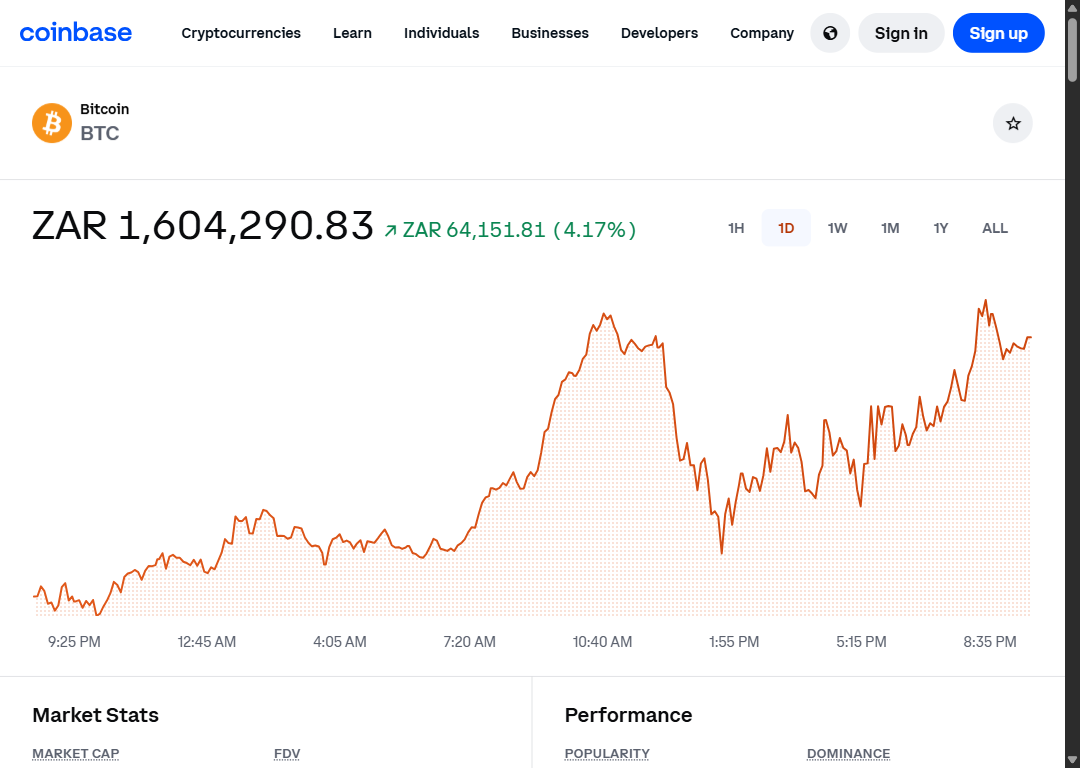 coinbase Cryptocurrencies Learn Individuals Businesses Developers Company Sign in Sign up
Bitcoin
BTC
ZAR 1,604,290.83 ↗ ZAR 64,151.81 (4.17%) 1H 1D 1W 1M 1Y ALL
9:25 PM 12:45 AM 4:05 AM 7:20 AM 10:40 AM 1:55 PM 5:15 PM 8:35 PM
Market Stats Performance
MARKET CAP FDV POPULARITY DOMINANCE